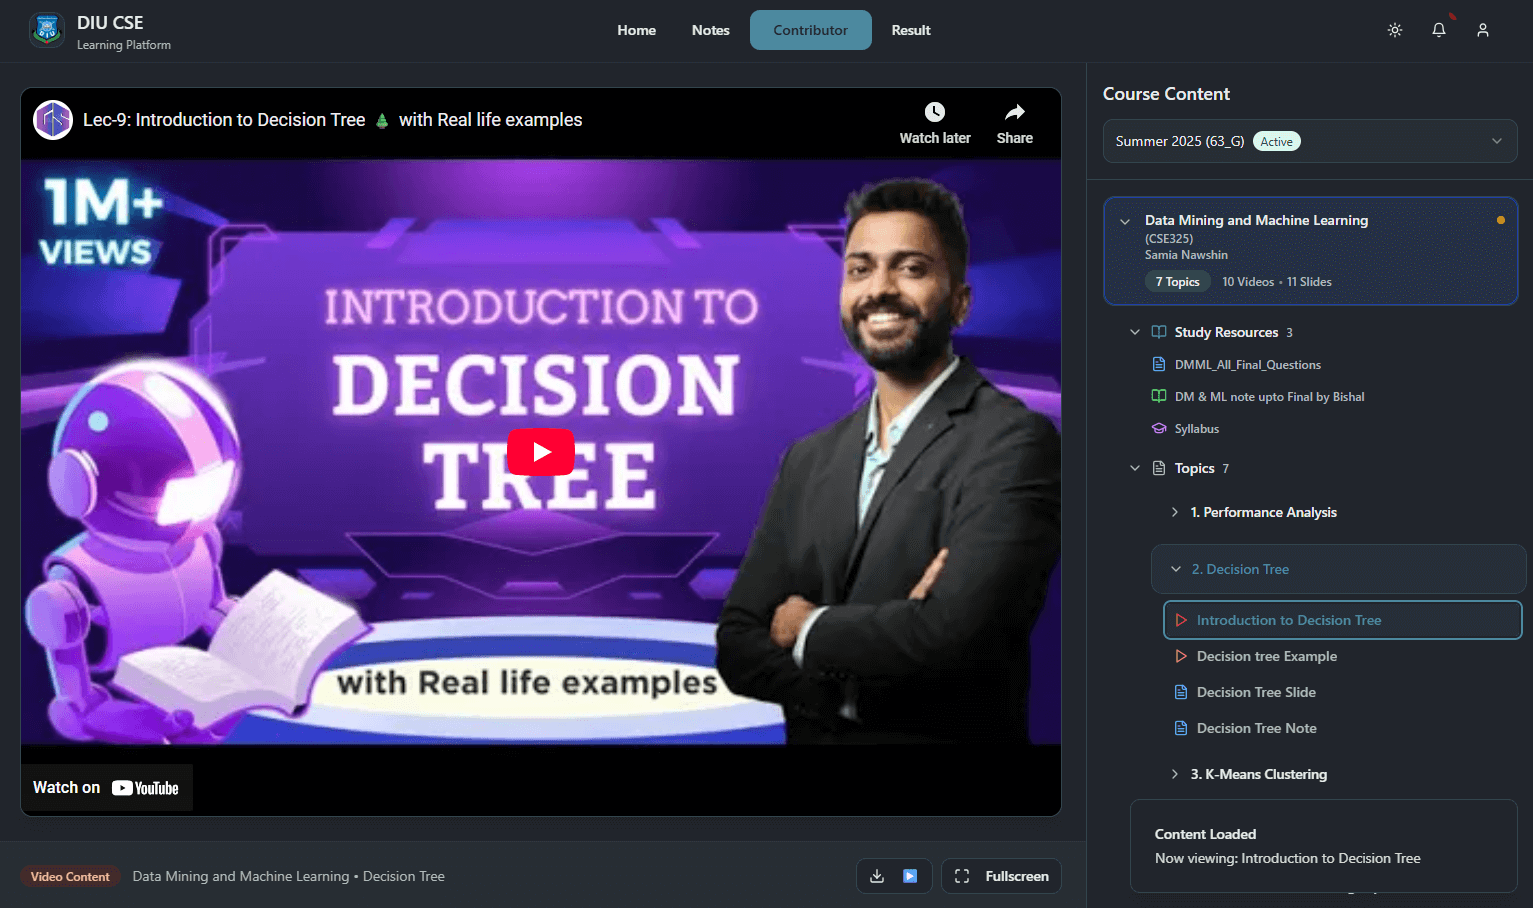 DIU CSE
Learning Platform
Home
Notes
Contributor
Result
Lec-9: Introduction to Decision Tree 🎄 with Real life examples
Watch later
Share
1M+
VIEWS
INTRODUCTION TO
DECISION
TREE
with Real life examples
Watch on YouTube
Video Content
Data Mining and Machine Learning • Decision Tree
Fullscreen
Course Content
Summer 2025 (63_G) Active
Data Mining and Machine Learning
(CSE325)
Samia Nawshin
7 Topics 10 Videos • 11 Slides
Study Resources 3
DMML_All_Final_Questions
DM & ML note upto Final by Bishal
Syllabus
Topics 7
1. Performance Analysis
2. Decision Tree
Introduction to Decision Tree
Decision tree Example
Decision Tree Slide
Decision Tree Note
3. K-Means Clustering
Content Loaded
Now viewing: Introduction to Decision Tree